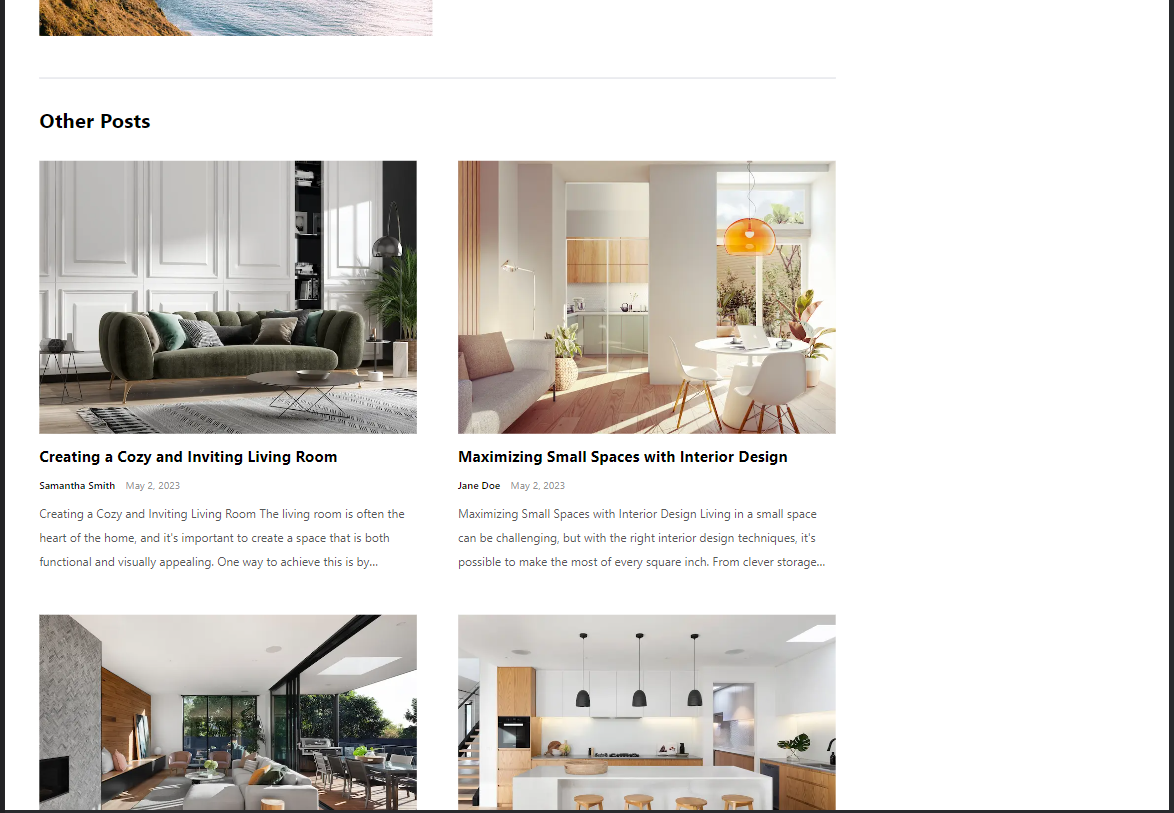 Other Posts
Creating a Cozy and Inviting Living Room
Samantha Smith May 2, 2023
Creating a Cozy and Inviting Living Room The living room is often the
heart of the home, and it's important to create a space that is both
functional and visually appealing. One way to achieve this is by...
Maximizing Small Spaces with Interior Design
Jane Doe May 2, 2023
Maximizing Small Spaces with Interior Design Living in a small space
can be challenging, but with the right interior design techniques, it's
possible to make the most of every square inch. From clever storage...